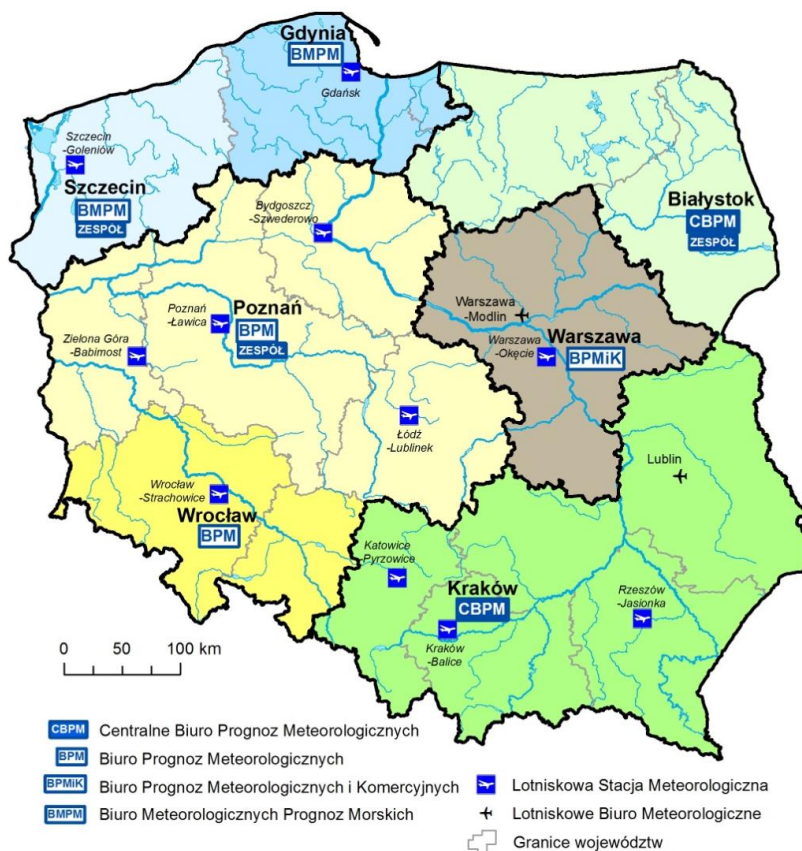 Gdynia
BMPM
Gdańsk
Szczecin
-Goleniów
Szczecin
BMPM
ZESPÓŁ
Bydgoszcz
-Szwederowo
Białystok
CBPM
ZESPÓŁ
Poznań
-Ławica
Poznań
BPM
ZESPÓŁ
Warszawa
-Modlin
Zielona Góra
-Babimost
Warszawa
-Okęcie
Warszawa
BPMiK
Łódź
-Lublinek
Wrocław
-Strachowice
Wrocław
BPM
Lublin
Katowice
-Pyrzowice
Kraków
CBPM
Rzeszów
-Jasionka
Kraków
-Balice
0 50 100 km
CBPM Centralne Biuro Prognoz Meteorologicznych
BPM Biuro Prognoz Meteorologicznych
BPMiK Biuro Prognoz Meteorologicznych i Komercyjnych
BMPM Biuro Meteorologicznych Prognoz Morskich
Lotniskowa Stacja Meteorologiczna
Lotniskowe Biuro Meteorologiczne
Granice województw